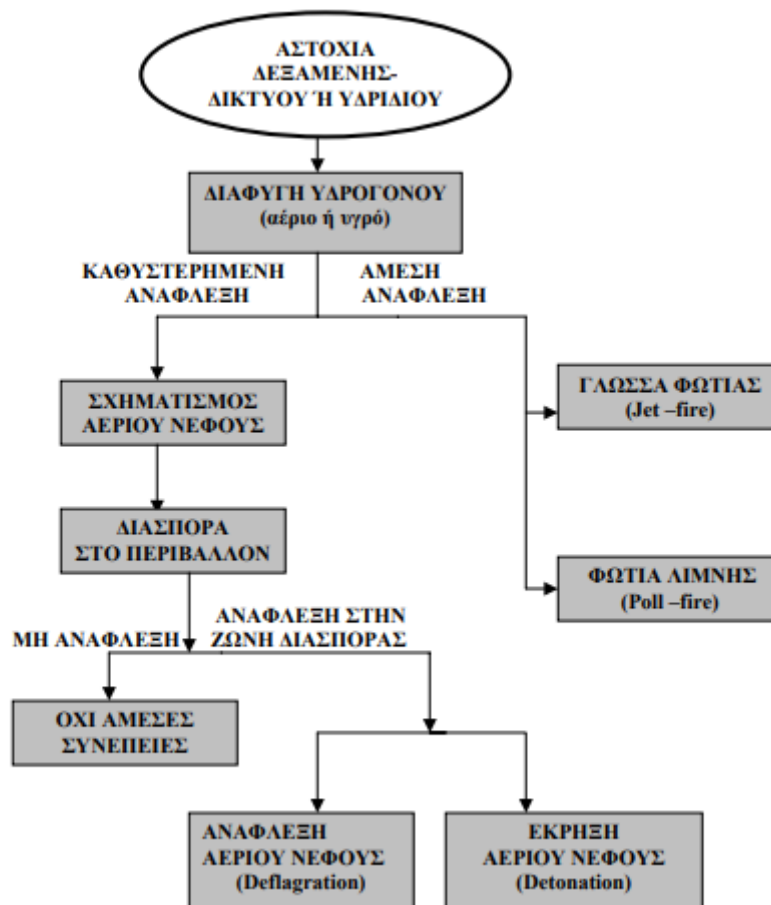 ΑΣΤΟΧΙΑ
ΔΕΞΑΜΕΝΗΣ-
ΔΙΚΤΥΟΥ Ή ΥΔΡΙΔΙΟΥ
ΔΙΑΦΥΓΗ ΥΔΡΟΓΟΝΟΥ
(αέριο ή υγρό)
ΚΑΘΥΣΤΕΡΗΜΕΝΗ
ΑΝΑΦΛΕΞΗ
ΑΜΕΣΗ
ΑΝΑΦΛΕΞΗ
ΣΧΗΜΑΤΙΣΜΟΣ
ΑΕΡΙΟΥ ΝΕΦΟΥΣ
ΓΛΩΣΣΑ ΦΩΤΙΑΣ
(Jet –fire)
ΔΙΑΣΠΟΡΑ
ΣΤΟ ΠΕΡΙΒΑΛΛΟΝ
ΦΩΤΙΑ ΛΙΜΝΗΣ
(Poll –fire)
ΜΗ ΑΝΑΦΛΕΞΗ
ΑΝΑΦΛΕΞΗ ΣΤΗΝ
ΖΩΝΗ ΔΙΑΣΠΟΡΑΣ
ΟΧΙ ΑΜΕΣΕΣ
ΣΥΝΕΠΕΙΕΣ
ΑΝΑΦΛΕΞΗ
ΑΕΡΙΟΥ ΝΕΦΟΥΣ
(Deflagration)
ΕΚΡΗΞΗ
ΑΕΡΙΟΥ ΝΕΦΟΥΣ
(Detonation)